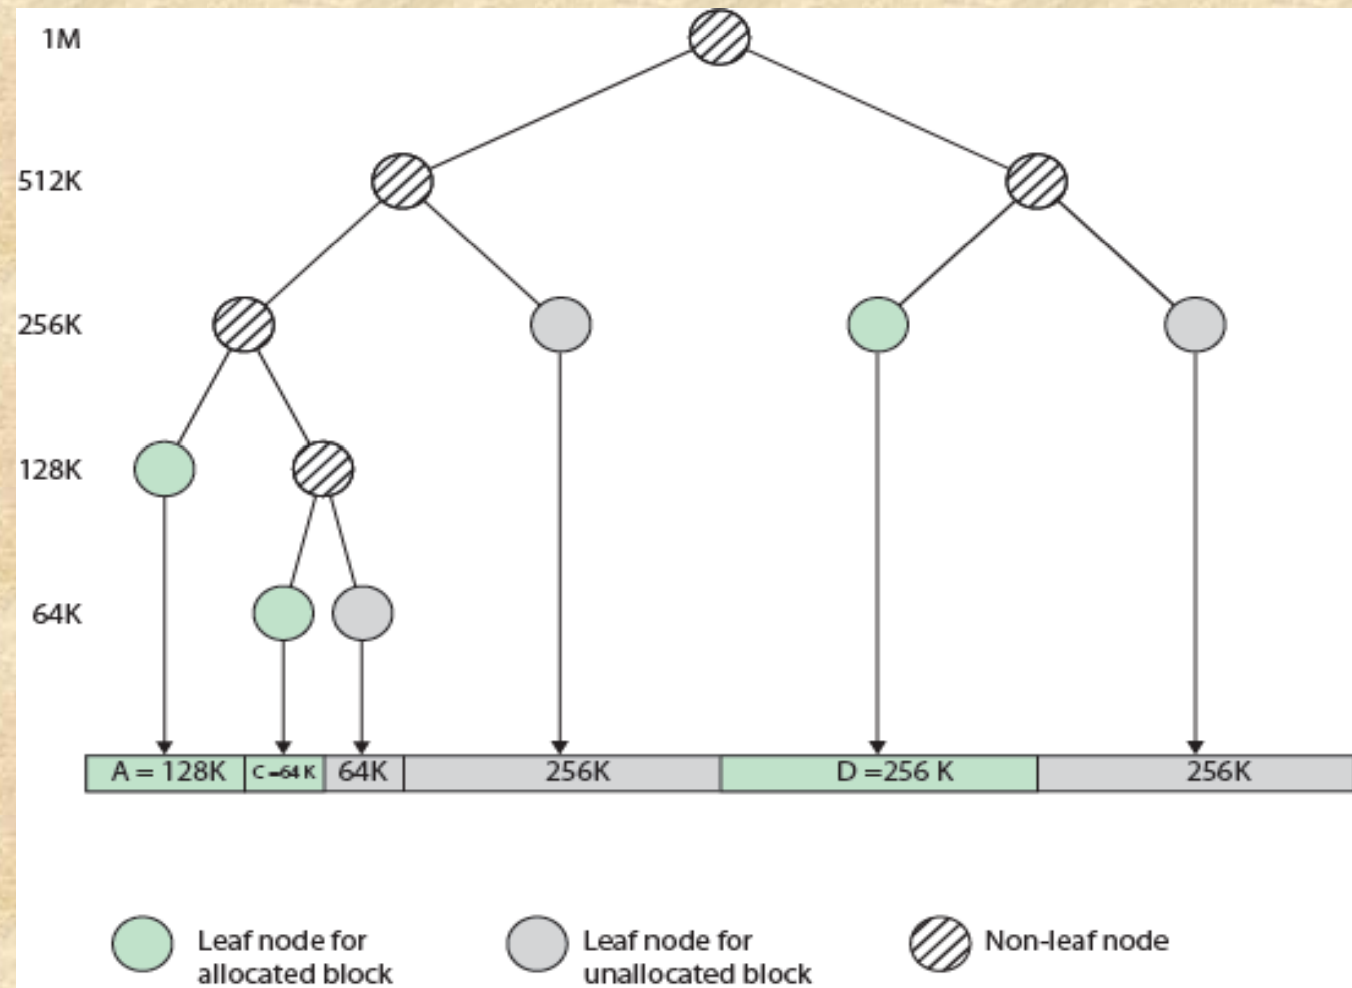 1M
512K
256K
128K
64K
A = 128K
C =64 K
64K
256K
D =256 K
256K
Leaf node for
allocated block
Leaf node for
unallocated block
Non-leaf node